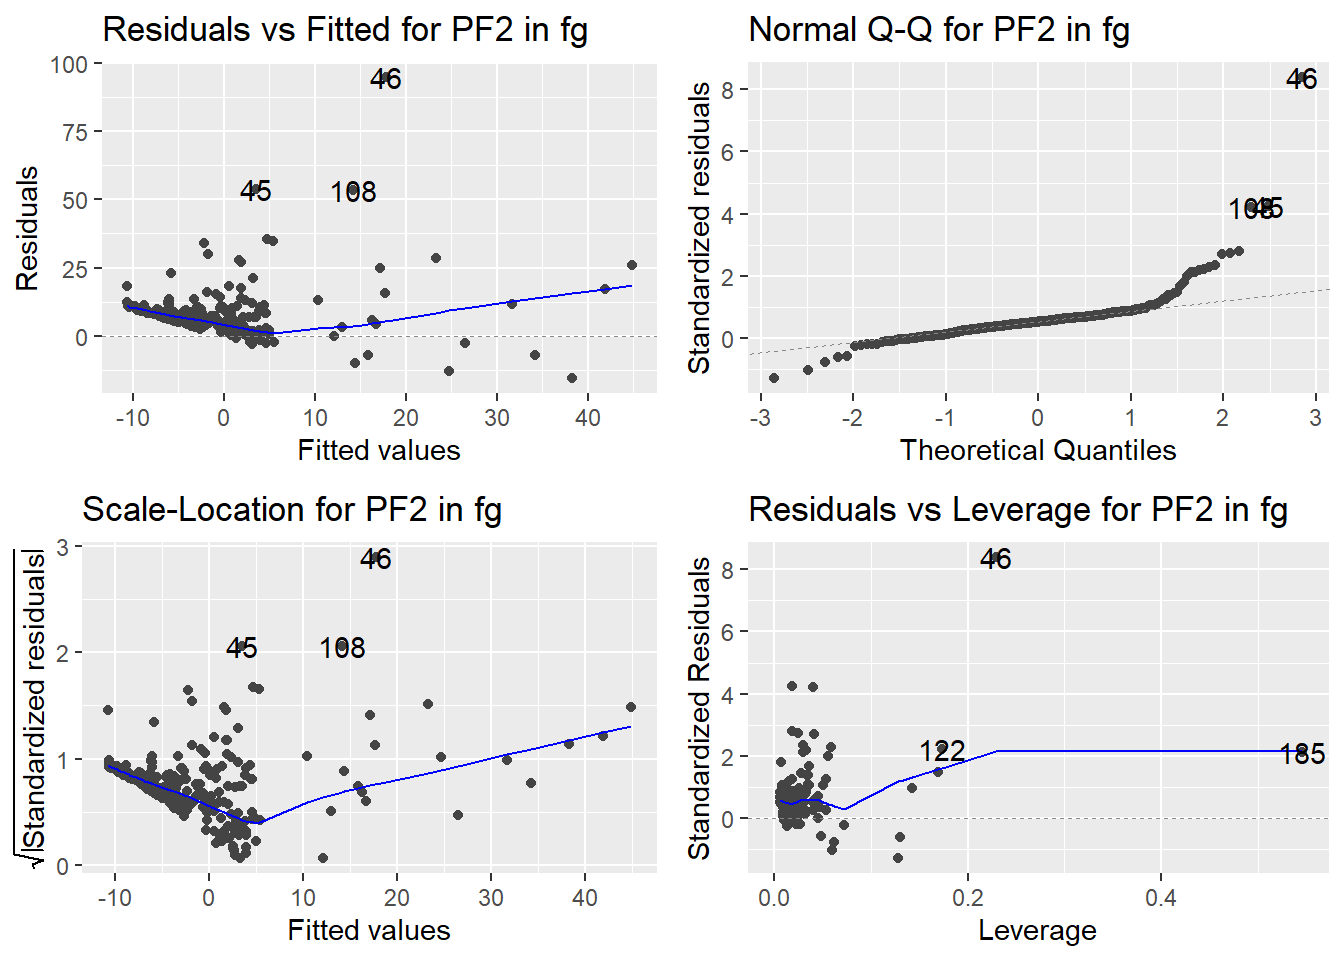 Residuals vs Fitted for PF2 in fg
100
75
50
25
0
Residuals
46
45
108
-10 0 10 20 30 40
Fitted values
Normal Q-Q for PF2 in fg
8
6
4
2
0
Standardized residuals
46
108
45
-3 -2 -1 0 1 2 3
Theoretical Quantiles
Scale-Location for PF2 in fg
3
2
1
0
√|Standardized residuals|
46
45
108
-10 0 10 20 30 40
Fitted values
Residuals vs Leverage for PF2 in fg
8
6
4
2
0
Standardized Residuals
46
122
185
0.0 0.2 0.4
Leverage